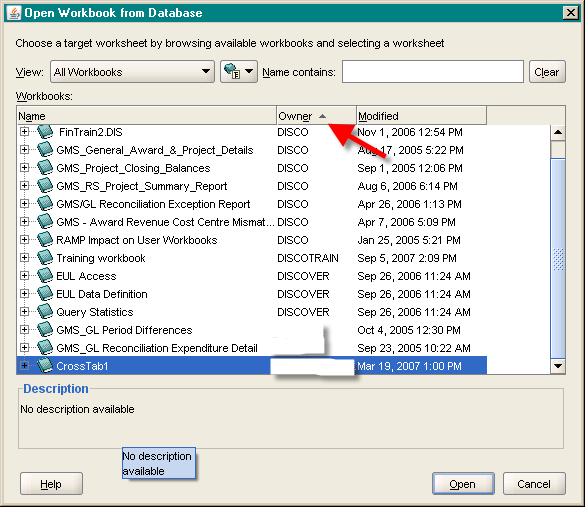 Open Workbook from Database
Choose a target worksheet by browsing available workbooks and selecting a worksheet
View: All Workbooks Name contains: Clear
Workbooks:
Name Owner Modified
FinTrain2.DIS DISCO Nov 1, 2006 12:54 PM
GMS_General_Award_&_Project_Details DISCO Aug 17, 2005 5:22 PM
GMS_Project_Closing_Balances DISCO Sep 1, 2005 12:06 PM
GMS_RS_Project_Summary_Report DISCO Aug 6, 2006 6:14 PM
GMS/GL Reconciliation Exception Report DISCO Apr 26, 2006 1:13 PM
GMS - Award Revenue Cost Centre Mismat... DISCO Apr 7, 2006 5:09 PM
RAMP Impact on User Workbooks DISCO Jan 25, 2005 5:21 PM
Training workbook DISCOTRAIN Sep 5, 2007 2:09 PM
EUL Access DISCOVER Sep 26, 2006 11:24 AM
EUL Data Definition DISCOVER Sep 26, 2006 11:24 AM
Query Statistics DISCOVER Sep 26, 2006 11:24 AM
GMS_GL Period Differences Oct 4, 2005 12:30 PM
GMS_GL Reconciliation Expenditure Detail Sep 23, 2005 10:22 AM
CrossTab1 Mar 19, 2007 1:00 PM
Description
No description available
No description
available
Help Open Cancel